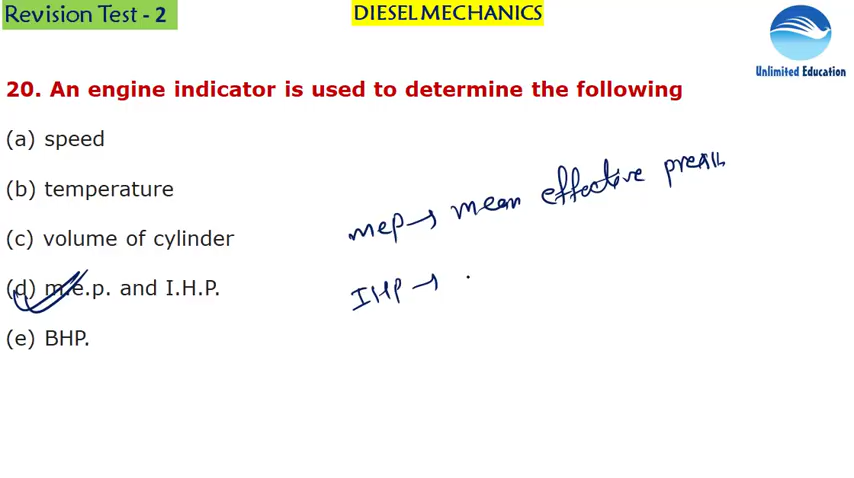 Revision Test - 2
DIESEL MECHANICS
Unlimited Education
20. An engine indicator is used to determine the following
(a) speed
(b) temperature
(c) volume of cylinder
(d) m.e.p. and I.H.P.
(e) BHP.
mep → mean effective
IHP →